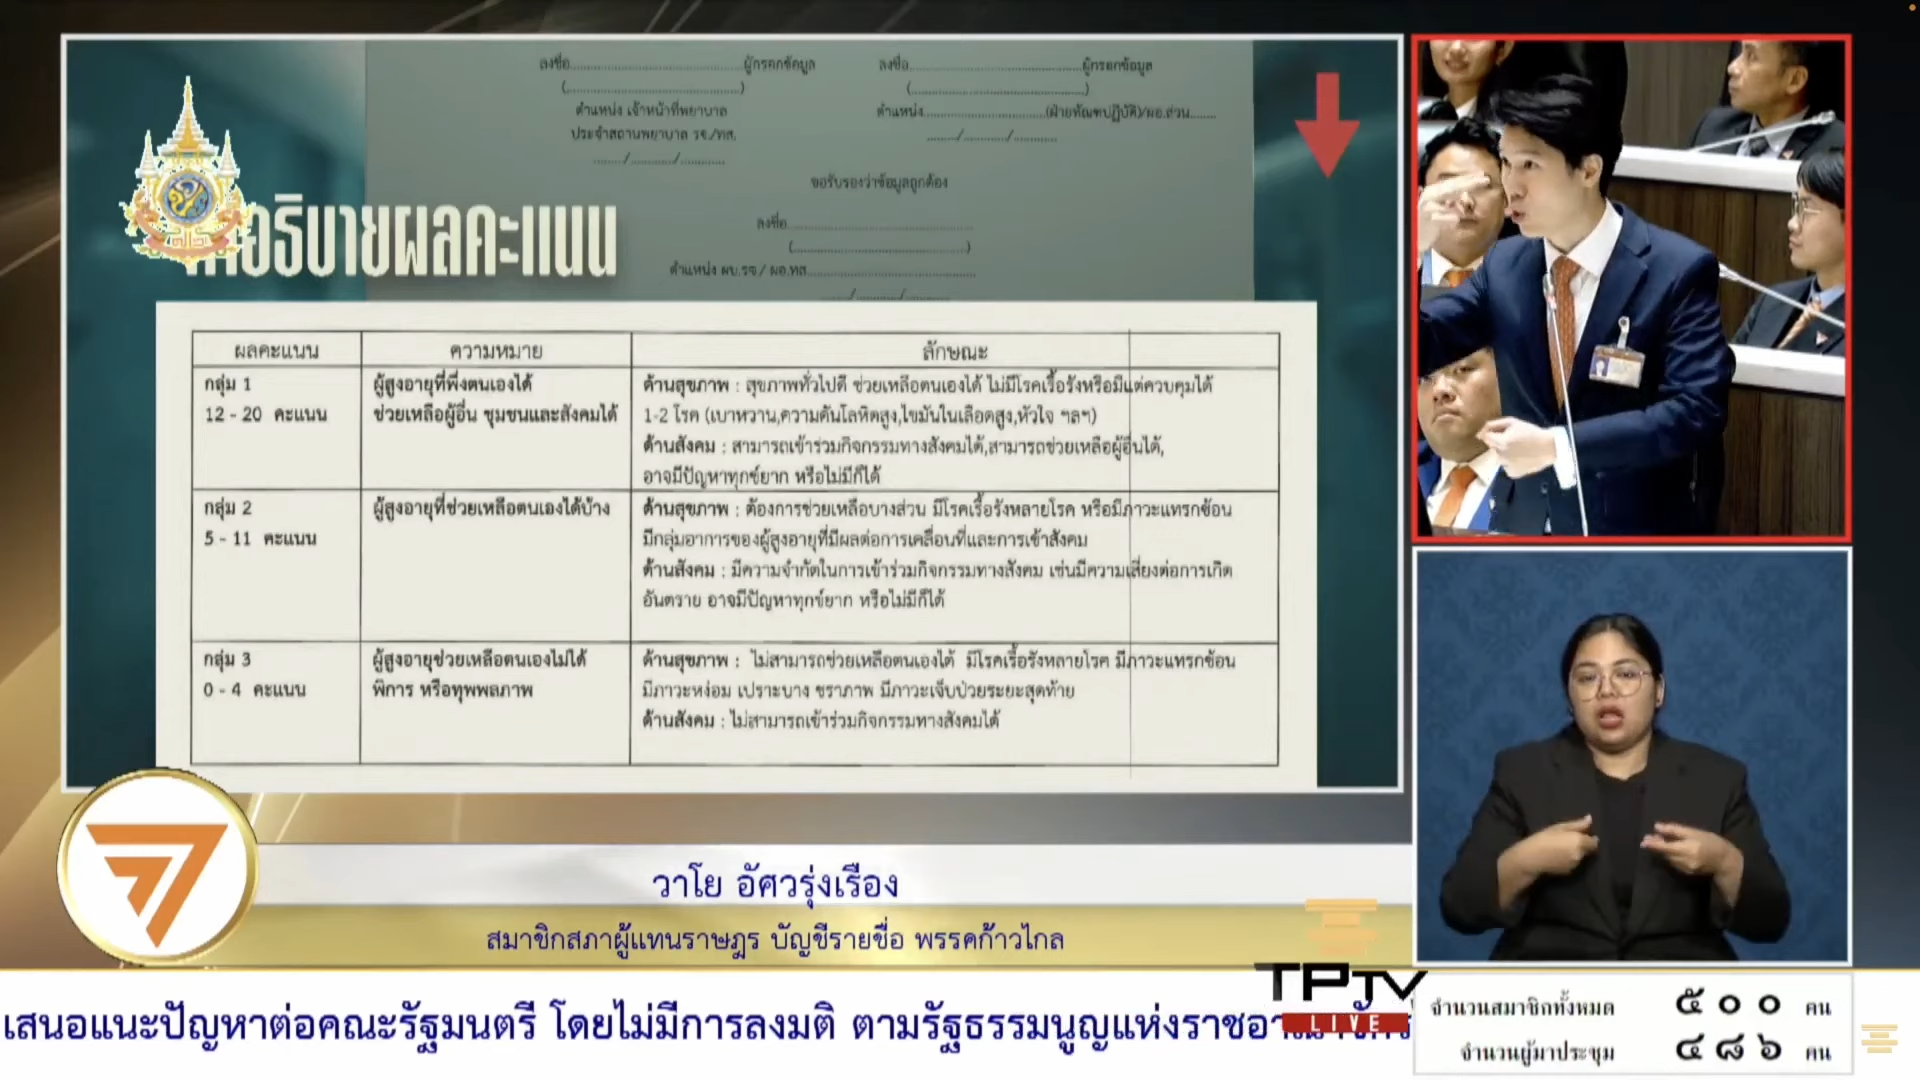 ลงชื่อ............................................ผู้กรอกข้อมูล
(............................................)
ตำแหน่ง เจ้าหน้าที่พยาบาล
ประจำสถานพยาบาล รจ./ทส.
......../............/............
ลงชื่อ............................................ผู้กรอกข้อมูล
(............................................)
ตำแหน่ง..............................(ฝ่ายทัณฑปฏิบัติ)/ผอ.ส่วน.......
......../............/............
ขอรับรองว่าข้อมูลถูกต้อง
ลงชื่อ............................................
(............................................)
ตำแหน่ง ผบ.รจ./ ผอ.ทส............................................
......../............/............
คำอธิบายผลคะแนน
ผลคะแนน ความหมาย ลักษณะ
กลุ่ม 1
12 - 20 คะแนน
ผู้สูงอายุที่พึ่งตนเองได้
ช่วยเหลือผู้อื่น ชุมชนและสังคมได้
ด้านสุขภาพ : สุขภาพทั่วไปดี ช่วยเหลือตนเองได้ ไม่มีโรคเรื้อรังหรือมีแต่ควบคุมได้
1-2 โรค (เบาหวาน,ความดันโลหิตสูง,ไขมันในเลือดสูง,หัวใจ ฯลฯ)
ด้านสังคม : สามารถเข้าร่วมกิจกรรมทางสังคมได้,สามารถช่วยเหลือผู้อื่นได้,
อาจมีปัญหาทุกข์ยาก หรือไม่มีก็ได้
กลุ่ม 2
5 - 11 คะแนน
ผู้สูงอายุที่ช่วยเหลือตนเองได้บ้าง
ด้านสุขภาพ : ต้องการช่วยเหลือบางส่วน มีโรคเรื้อรังหลายโรค หรือมีภาวะแทรกซ้อน
มีกลุ่มอาการของผู้สูงอายุที่มีผลต่อการเคลื่อนที่และการเข้าสังคม
ด้านสังคม : มีความจำกัดในการเข้าร่วมกิจกรรมทางสังคม เช่นมีความเสี่ยงต่อการเกิด
อันตราย อาจมีปัญหาทุกข์ยาก หรือไม่มีก็ได้
กลุ่ม 3
0 - 4 คะแนน
ผู้สูงอายุช่วยเหลือตนเองไม่ได้
พิการ หรือทุพพลภาพ
ด้านสุขภาพ : ไม่สามารถช่วยเหลือตนเองได้ มีโรคเรื้อรังหลายโรค มีภาวะแทรกซ้อน
มีภาวะหง่อม เปราะบาง ชราภาพ มีภาวะเจ็บป่วยระยะสุดท้าย
ด้านสังคม : ไม่สามารถเข้าร่วมกิจกรรมทางสังคมได้
วาโย อัศวรุ่งเรือง
สมาชิกสภาผู้แทนราษฎร บัญชีรายชื่อ พรรคก้าวไกล
เสนอแนะปัญหาต่อคณะรัฐมนตรี โดยไม่มีการลงมติ ตามรัฐธรรมนูญแห่งราชอาณาจักร
TPTV
LIVE
จำนวนสมาชิกทั้งหมด ๕๐๐ คน
จำนวนผู้มาประชุม ๔๘๖ คน